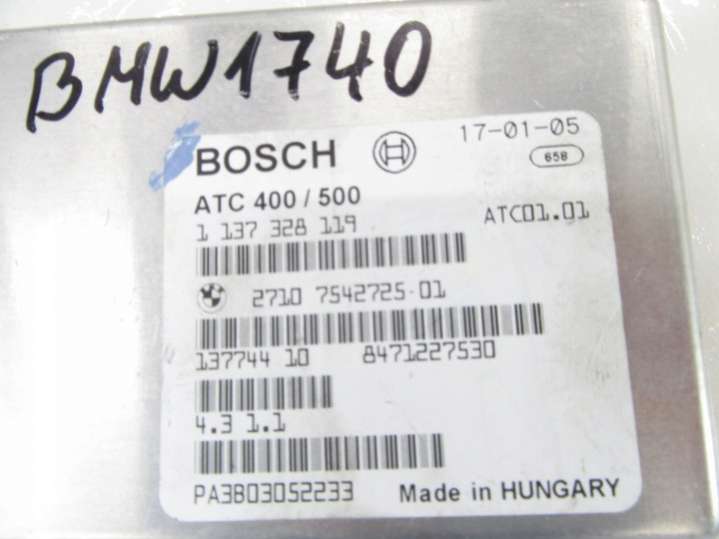 BMW1740
BOSCH 17-01-05
658
ATC 400 / 500
1 137 328 119 ATC01.01
2710 7542725-01
137744 10 8471227530
4.3 1.1
PA3803052233 Made in HUNGARY